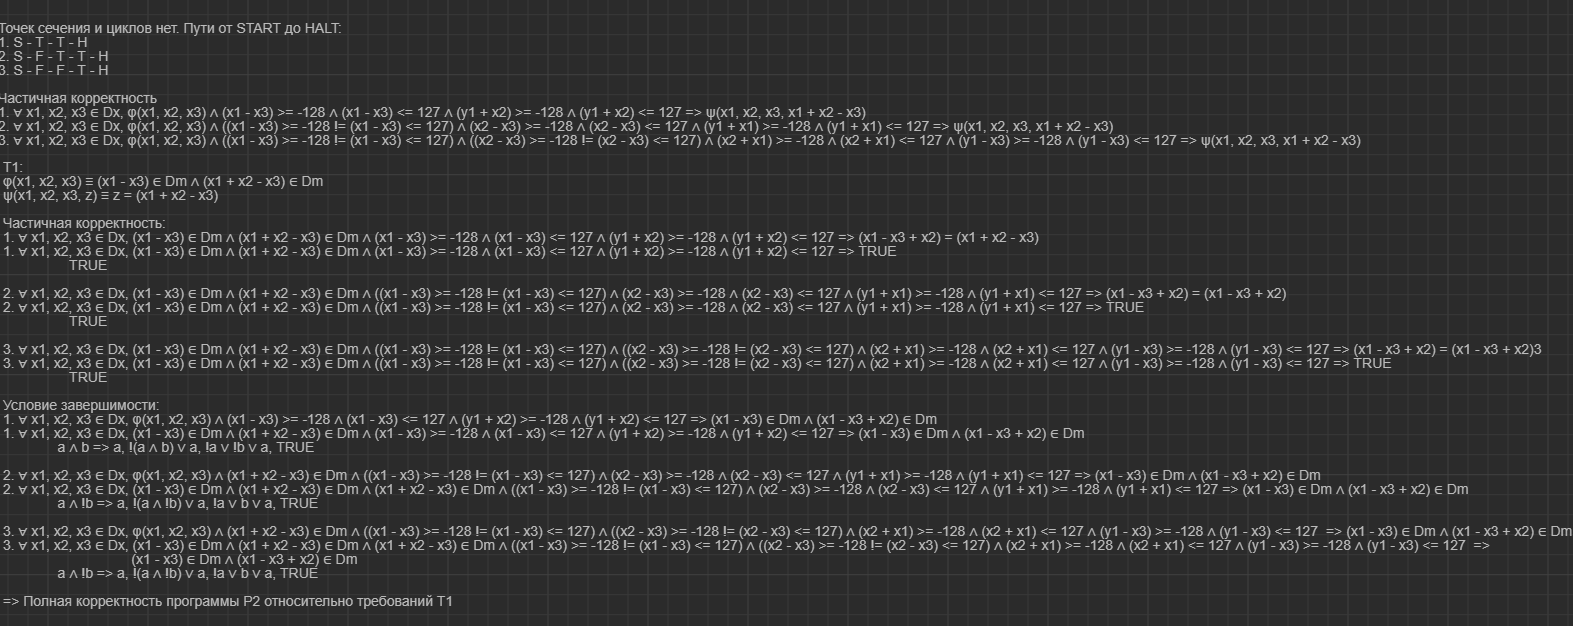 Точек сечения и циклов нет. Пути от START до HALT:
1. S - T - T - H
2. S - F - T - T - H
3. S - F - F - T - H
Частичная корректность
1. ∀ x1, x2, x3 ∈ Dx, φ(x1, x2, x3) ∧ (x1 - x3) >= -128 ∧ (x1 - x3) <= 127 ∧ (y1 + x2) >= -128 ∧ (y1 + x2) <= 127 => ψ(x1, x2, x3, x1 + x2 - x3)
2. ∀ x1, x2, x3 ∈ Dx, φ(x1, x2, x3) ∧ ((x1 - x3) >= -128 != (x1 - x3) <= 127) ∧ (x2 - x3) >= -128 ∧ (x2 - x3) <= 127 ∧ (y1 + x1) >= -128 ∧ (y1 + x1) <= 127 => ψ(x1, x2, x3, x1 + x2 - x3)
3. ∀ x1, x2, x3 ∈ Dx, φ(x1, x2, x3) ∧ ((x1 - x3) >= -128 != (x1 - x3) <= 127) ∧ ((x2 - x3) >= -128 != (x2 - x3) <= 127) ∧ (x2 + x1) >= -128 ∧ (x2 + x1) <= 127 ∧ (y1 - x3) >= -128 ∧ (y1 - x3) <= 127 => ψ(x1, x2, x3, x1 + x2 - x3)
T1:
φ(x1, x2, x3) ≡ (x1 - x3) ∈ Dm ∧ (x1 + x2 - x3) ∈ Dm
ψ(x1, x2, x3, z) ≡ z = (x1 + x2 - x3)
Частичная корректность:
1. ∀ x1, x2, x3 ∈ Dx, (x1 - x3) ∈ Dm ∧ (x1 + x2 - x3) ∈ Dm ∧ (x1 - x3) >= -128 ∧ (x1 - x3) <= 127 ∧ (y1 + x2) >= -128 ∧ (y1 + x2) <= 127 => (x1 - x3 + x2) = (x1 + x2 - x3)
1. ∀ x1, x2, x3 ∈ Dx, (x1 - x3) ∈ Dm ∧ (x1 + x2 - x3) ∈ Dm ∧ (x1 - x3) >= -128 ∧ (x1 - x3) <= 127 ∧ (y1 + x2) >= -128 ∧ (y1 + x2) <= 127 => TRUE
TRUE
2. ∀ x1, x2, x3 ∈ Dx, (x1 - x3) ∈ Dm ∧ (x1 + x2 - x3) ∈ Dm ∧ ((x1 - x3) >= -128 != (x1 - x3) <= 127) ∧ (x2 - x3) >= -128 ∧ (x2 - x3) <= 127 ∧ (y1 + x1) >= -128 ∧ (y1 + x1) <= 127 => (x1 - x3 + x2) = (x1 - x3 + x2)
2. ∀ x1, x2, x3 ∈ Dx, (x1 - x3) ∈ Dm ∧ (x1 + x2 - x3) ∈ Dm ∧ ((x1 - x3) >= -128 != (x1 - x3) <= 127) ∧ (x2 - x3) >= -128 ∧ (x2 - x3) <= 127 ∧ (y1 + x1) >= -128 ∧ (y1 + x1) <= 127 => TRUE
TRUE
3. ∀ x1, x2, x3 ∈ Dx, (x1 - x3) ∈ Dm ∧ (x1 + x2 - x3) ∈ Dm ∧ ((x1 - x3) >= -128 != (x1 - x3) <= 127) ∧ ((x2 - x3) >= -128 != (x2 - x3) <= 127) ∧ (x2 + x1) >= -128 ∧ (x2 + x1) <= 127 ∧ (y1 - x3) >= -128 ∧ (y1 - x3) <= 127 => (x1 - x3 + x2) = (x1 - x3 + x2)3
3. ∀ x1, x2, x3 ∈ Dx, (x1 - x3) ∈ Dm ∧ (x1 + x2 - x3) ∈ Dm ∧ ((x1 - x3) >= -128 != (x1 - x3) <= 127) ∧ ((x2 - x3) >= -128 != (x2 - x3) <= 127) ∧ (x2 + x1) >= -128 ∧ (x2 + x1) <= 127 ∧ (y1 - x3) >= -128 ∧ (y1 - x3) <= 127 => TRUE
TRUE
Условие завершимости:
1. ∀ x1, x2, x3 ∈ Dx, φ(x1, x2, x3) ∧ (x1 - x3) >= -128 ∧ (x1 - x3) <= 127 ∧ (y1 + x2) >= -128 ∧ (y1 + x2) <= 127 => (x1 - x3) ∈ Dm ∧ (x1 - x3 + x2) ∈ Dm
1. ∀ x1, x2, x3 ∈ Dx, (x1 - x3) ∈ Dm ∧ (x1 + x2 - x3) ∈ Dm ∧ (x1 - x3) >= -128 ∧ (x1 - x3) <= 127 ∧ (y1 + x2) >= -128 ∧ (y1 + x2) <= 127 => (x1 - x3) ∈ Dm ∧ (x1 - x3 + x2) ∈ Dm
a ∧ b => a, !(a ∧ b) ∨ a, !a ∨ !b ∨ a, TRUE
2. ∀ x1, x2, x3 ∈ Dx, φ(x1, x2, x3) ∧ (x1 + x2 - x3) ∈ Dm ∧ ((x1 - x3) >= -128 != (x1 - x3) <= 127) ∧ (x2 - x3) >= -128 ∧ (x2 - x3) <= 127 ∧ (y1 + x1) >= -128 ∧ (y1 + x1) <= 127 => (x1 - x3) ∈ Dm ∧ (x1 - x3 + x2) ∈ Dm
2. ∀ x1, x2, x3 ∈ Dx, (x1 - x3) ∈ Dm ∧ (x1 + x2 - x3) ∈ Dm ∧ (x1 + x2 - x3) ∈ Dm ∧ ((x1 - x3) >= -128 != (x1 - x3) <= 127) ∧ (x2 - x3) >= -128 ∧ (x2 - x3) <= 127 ∧ (y1 + x1) >= -128 ∧ (y1 + x1) <= 127 => (x1 - x3) ∈ Dm ∧ (x1 - x3 + x2) ∈ Dm
a ∧ !b => a, !(a ∧ !b) ∨ a, !a ∨ b ∨ a, TRUE
3. ∀ x1, x2, x3 ∈ Dx, φ(x1, x2, x3) ∧ (x1 + x2 - x3) ∈ Dm ∧ ((x1 - x3) >= -128 != (x1 - x3) <= 127) ∧ ((x2 - x3) >= -128 != (x2 - x3) <= 127) ∧ (x2 + x1) >= -128 ∧ (x2 + x1) <= 127 ∧ (y1 - x3) >= -128 ∧ (y1 - x3) <= 127 => (x1 - x3) ∈ Dm ∧ (x1 - x3 + x2) ∈ Dm
3. ∀ x1, x2, x3 ∈ Dx, (x1 - x3) ∈ Dm ∧ (x1 + x2 - x3) ∈ Dm ∧ (x1 + x2 - x3) ∈ Dm ∧ ((x1 - x3) >= -128 != (x1 - x3) <= 127) ∧ ((x2 - x3) >= -128 != (x2 - x3) <= 127) ∧ (x2 + x1) >= -128 ∧ (x2 + x1) <= 127 ∧ (y1 - x3) >= -128 ∧ (y1 - x3) <= 127 =>
(x1 - x3) ∈ Dm ∧ (x1 - x3 + x2) ∈ Dm
a ∧ !b => a, !(a ∧ !b) ∨ a, !a ∨ b ∨ a, TRUE
=> Полная корректность программы P2 относительно требований T1